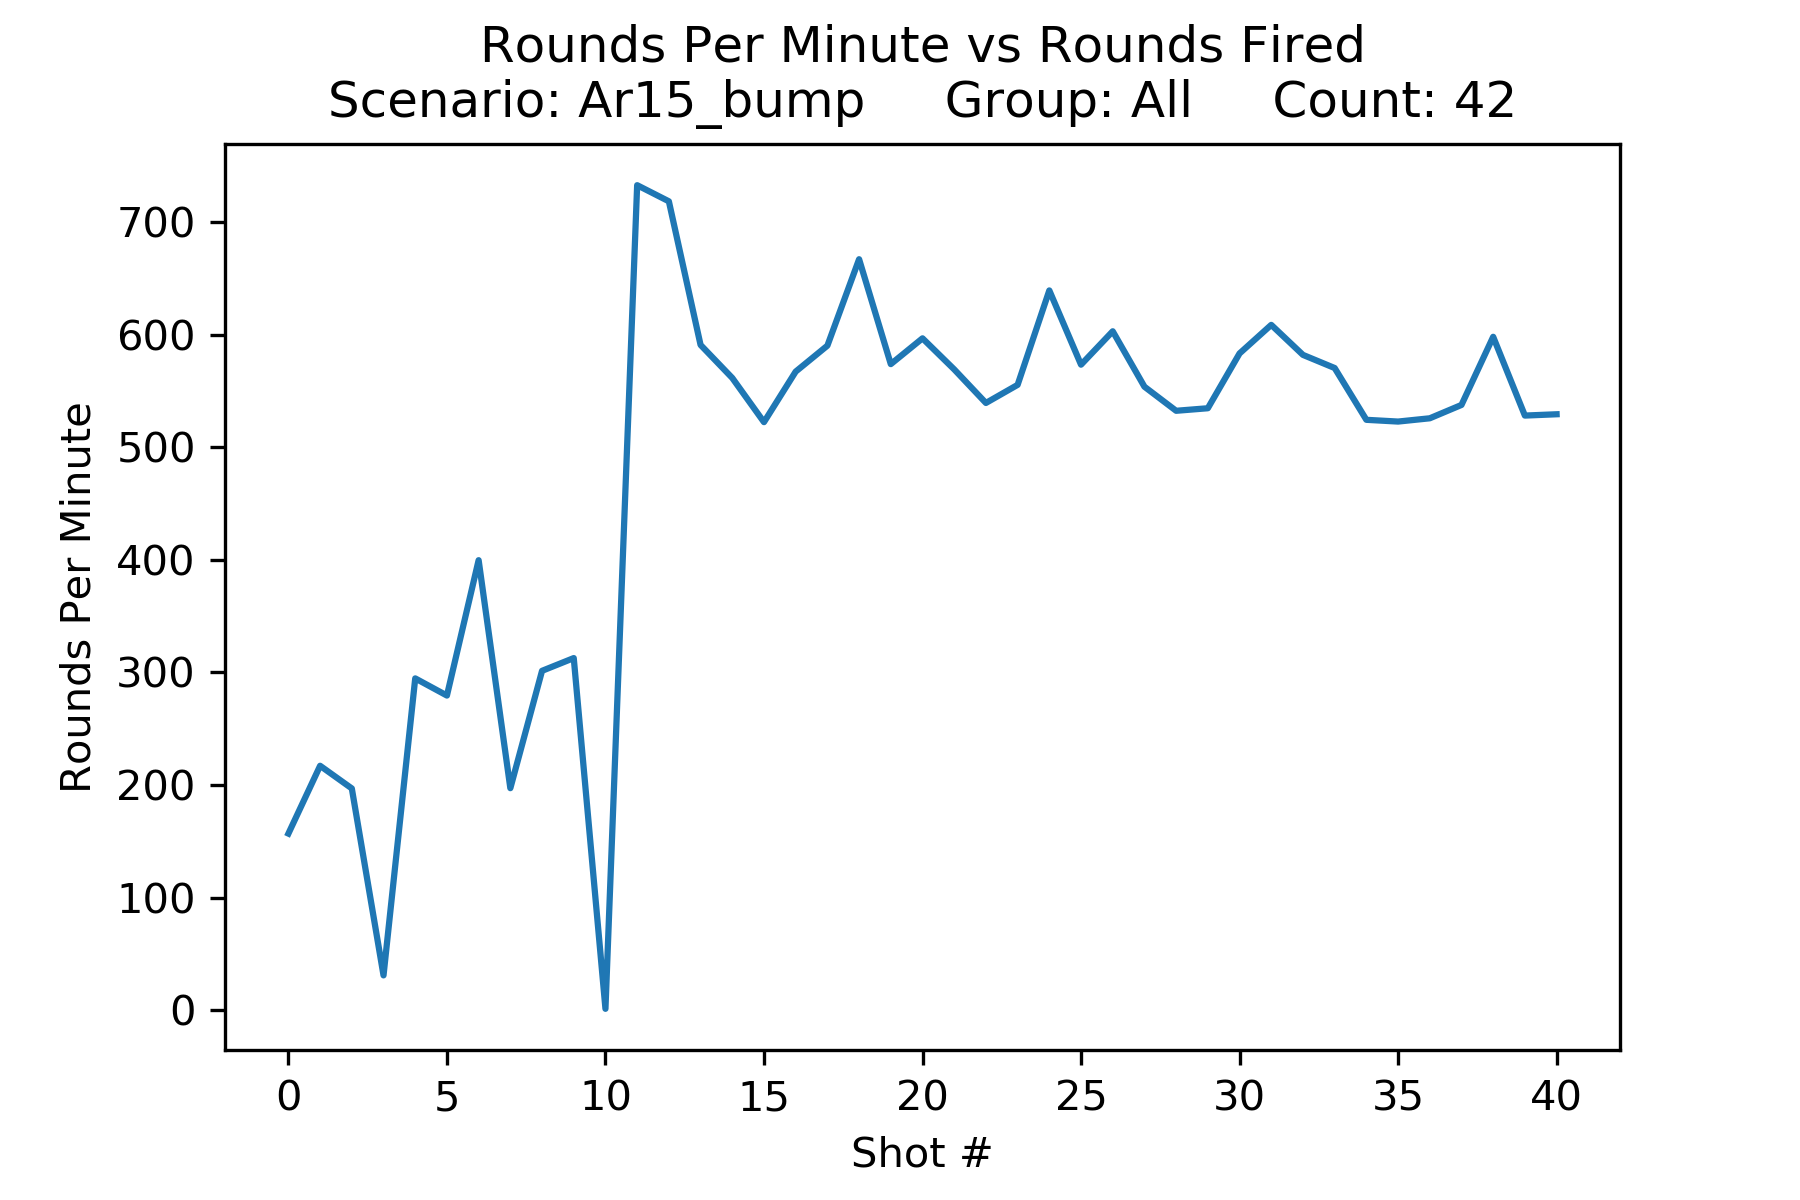 Rounds Per Minute vs Rounds Fired
Scenario: Ar15_bump Group: All Count: 42
Rounds Per Minute
700
600
500
400
300
200
100
0
0 5 10 15 20 25 30 35 40
Shot #